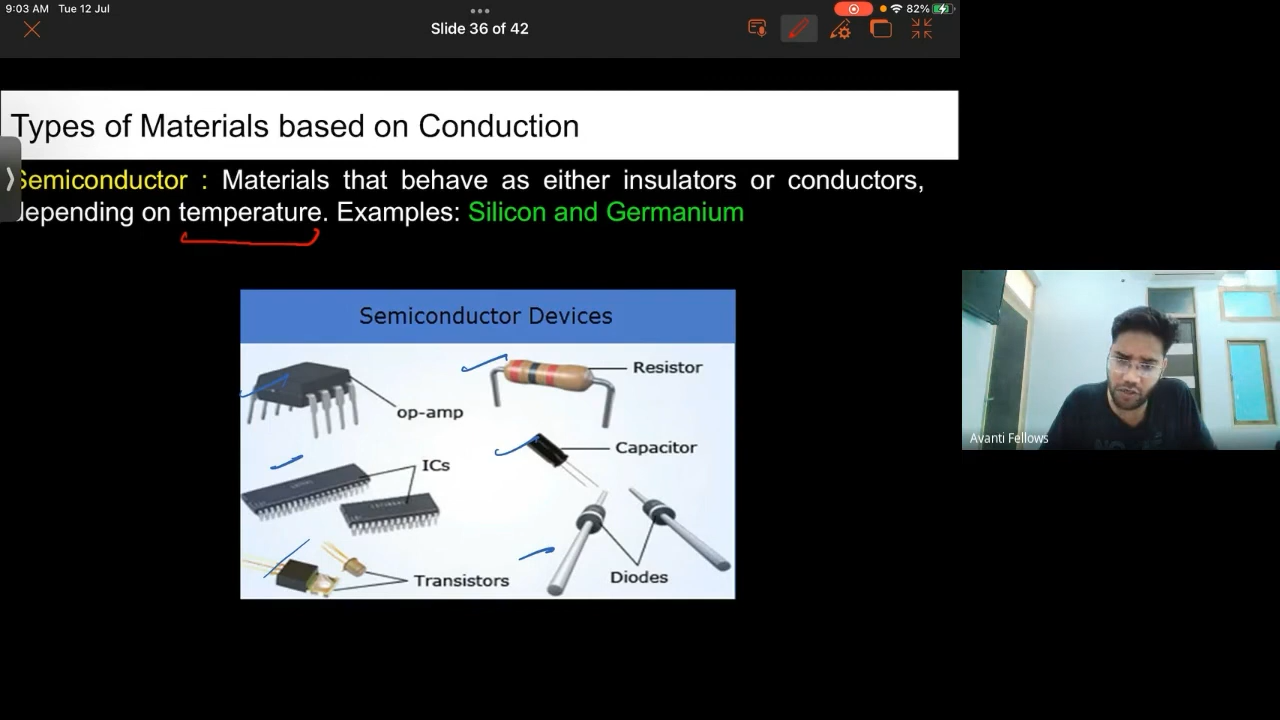 9:03 AM Tue 12 Jul
82%
Slide 36 of 42
Types of Materials based on Conduction
Semiconductor : Materials that behave as either insulators or conductors,
depending on temperature. Examples: Silicon and Germanium
Semiconductor Devices
Resistor
op-amp
Capacitor
ICs
Transistors
Diodes
Avanti Fellows